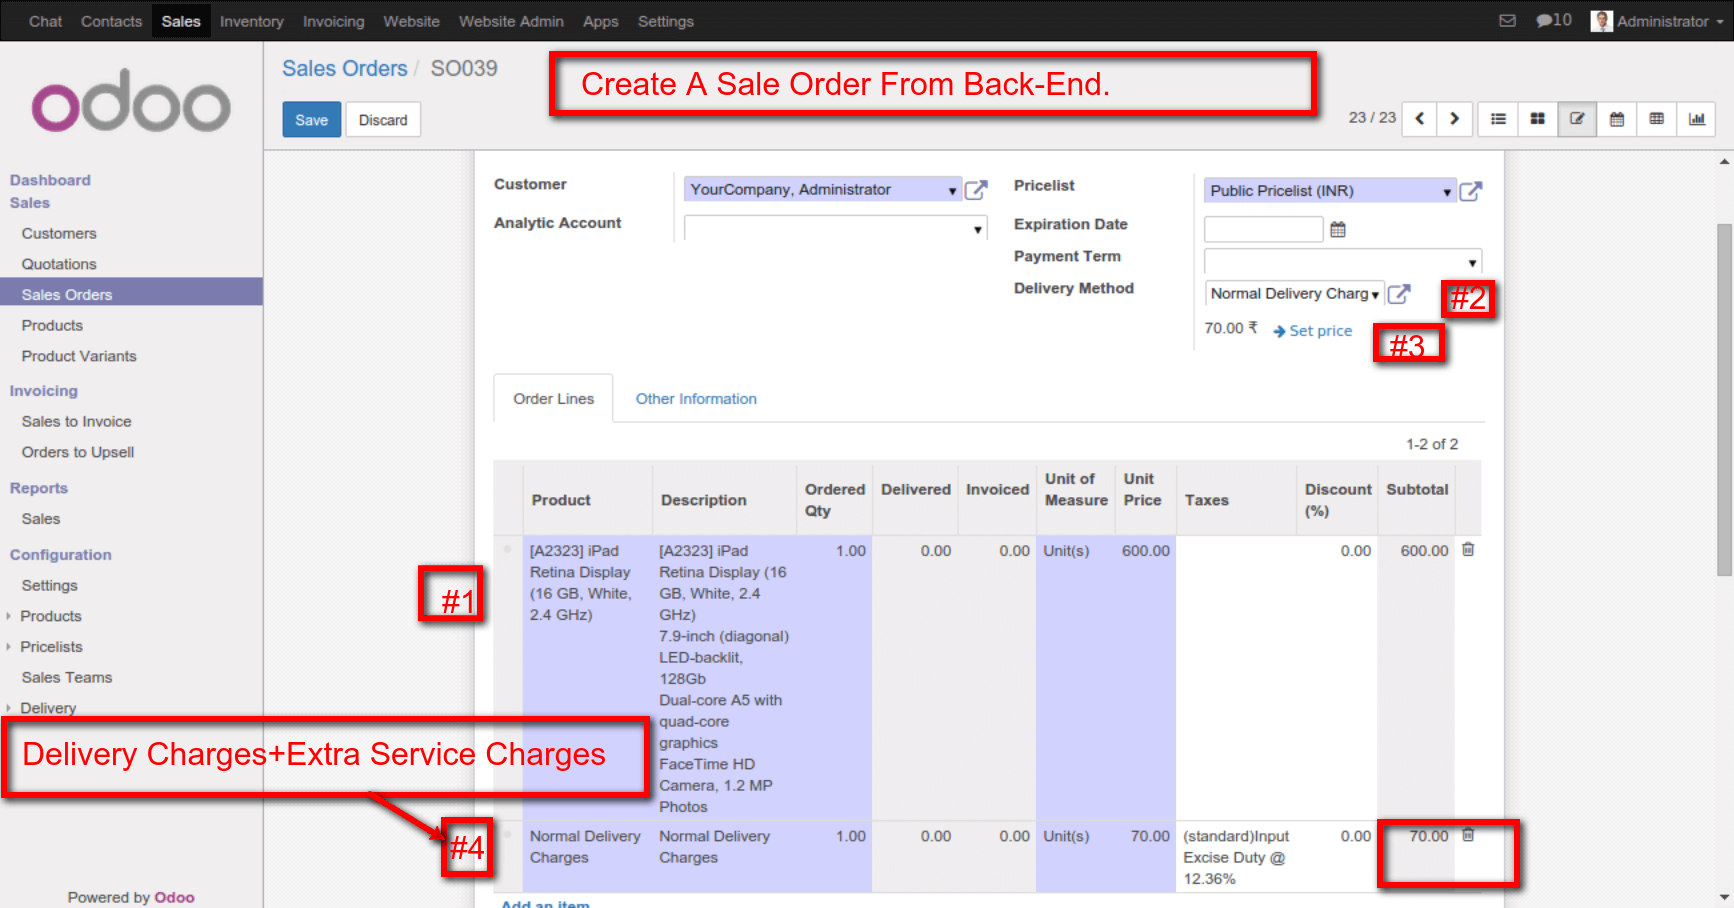 Chat Contacts Sales Inventory Invoicing Website Website Admin Apps Settings 10 Administrator
odoo
Sales Orders / SO039
Create A Sale Order From Back-End.
Save Discard
23 / 23
Dashboard
Sales
Customers
Quotations
Sales Orders
Products
Product Variants
Invoicing
Sales to Invoice
Orders to Upsell
Reports
Sales
Configuration
Settings
Products
Pricelists
Sales Teams
Delivery
Customer YourCompany, Administrator
Analytic Account
Pricelist Public Pricelist (INR)
Expiration Date
Payment Term
Delivery Method Normal Delivery Charg
#2
70.00 ₹ Set price
#3
Order Lines Other Information
1-2 of 2
Product Description Ordered Qty Delivered Invoiced Unit of Measure Unit Price Taxes Discount (%) Subtotal
#1
[A2323] iPad [A2323] iPad 1.00 0.00 0.00 Unit(s) 600.00 0.00 600.00
Retina Display Retina Display (16
(16 GB, White, GB, White, 2.4
2.4 GHz) GHz)
7.9-inch (diagonal)
LED-backlit,
128Gb
Dual-core A5 with
quad-core
graphics
FaceTime HD
Camera, 1.2 MP
Photos
Delivery Charges+Extra Service Charges
#4
Normal Delivery Normal Delivery 1.00 0.00 0.00 Unit(s) 70.00 (standard)Input 0.00 70.00
Charges Charges Excise Duty @
12.36%
Add an item
Powered by Odoo